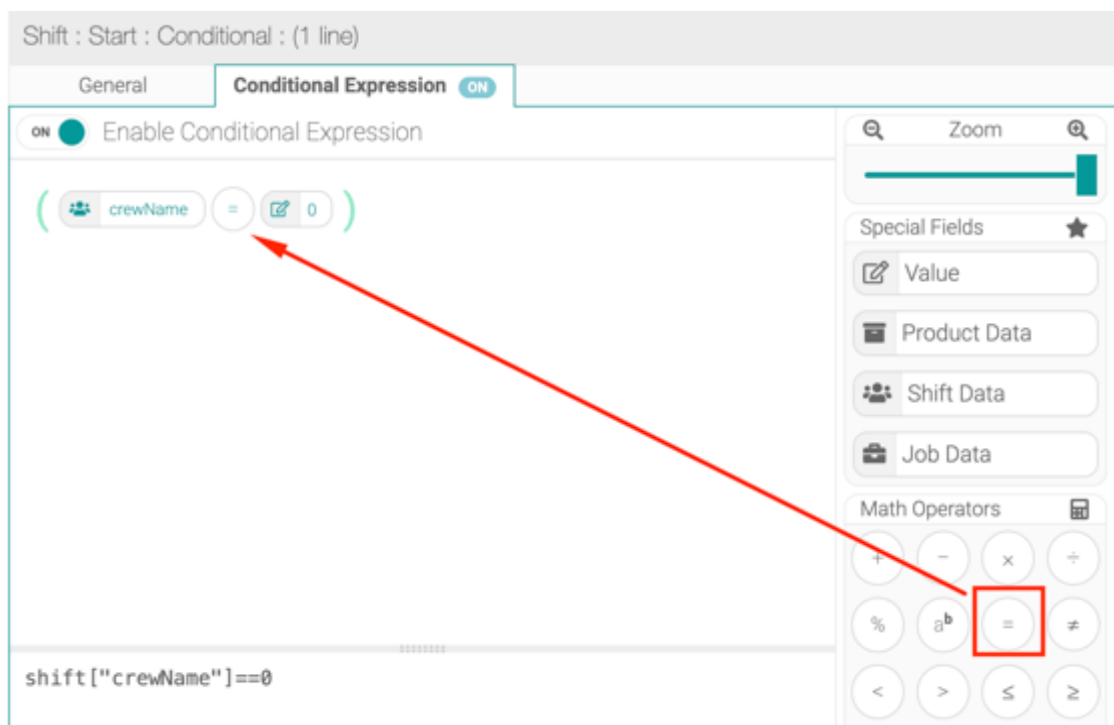 Shift : Start : Conditional : (1 line)
General
Conditional Expression ON
ON Enable Conditional Expression
( crewName = 0 )
shift["crewName"]==0
Zoom
Special Fields
Value
Product Data
Shift Data
Job Data
Math Operators
+ − × ÷
% aᵇ = ≠
< > ≤ ≥